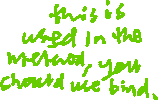 this is
used in the
method, you
should use bind.